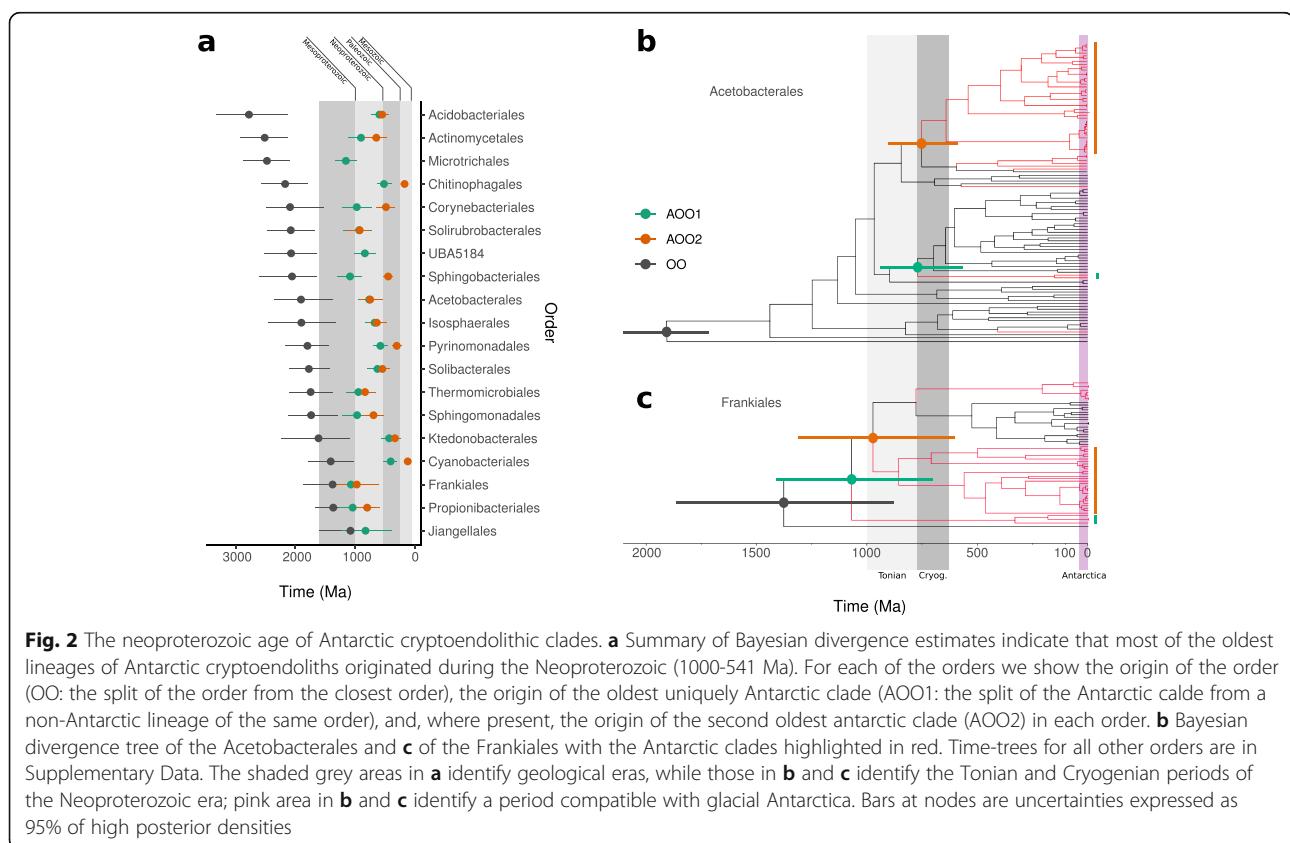 a
Mesoproterozoic
Neoproterozoic
Paleozoic
Mesozoic
Acidobacteriales
Actinomycetales
Microtrichales
Chitinophagales
Corynebacteriales
Solirubrobacterales
UBA5184
Sphingobacteriales
Acetobacterales
Isosphaerales
Pyrinomonadales
Solibacterales
Thermomicrobiales
Sphingomonadales
Ktedonobacterales
Cyanobacteriales
Frankiales
Propionibacteriales
Jiangellales
Order
3000 2000 1000 0
Time (Ma)
b
Acetobacterales
AOO1
AOO2
OO
c
Frankiales
2000 1500 1000 500 100 0
Tonian Cryog. Antarctica
Time (Ma)
Fig. 2 The neoproterozoic age of Antarctic cryptoendolithic clades. a Summary of Bayesian divergence estimates indicate that most of the oldest
lineages of Antarctic cryptoendoliths originated during the Neoproterozoic (1000-541 Ma). For each of the orders we show the origin of the order
(OO: the split of the order from the closest order), the origin of the oldest uniquely Antarctic clade (AOO1: the split of the Antarctic calde from a
non-Antarctic lineage of the same order), and, where present, the origin of the second oldest antarctic clade (AOO2) in each order. b Bayesian
divergence tree of the Acetobacterales and c of the Frankiales with the Antarctic clades highlighted in red. Time-trees for all other orders are in
Supplementary Data. The shaded grey areas in a identify geological eras, while those in b and c identify the Tonian and Cryogenian periods of
the Neoproterozoic era; pink area in b and c identify a period compatible with glacial Antarctica. Bars at nodes are uncertainties expressed as
95% of high posterior densities